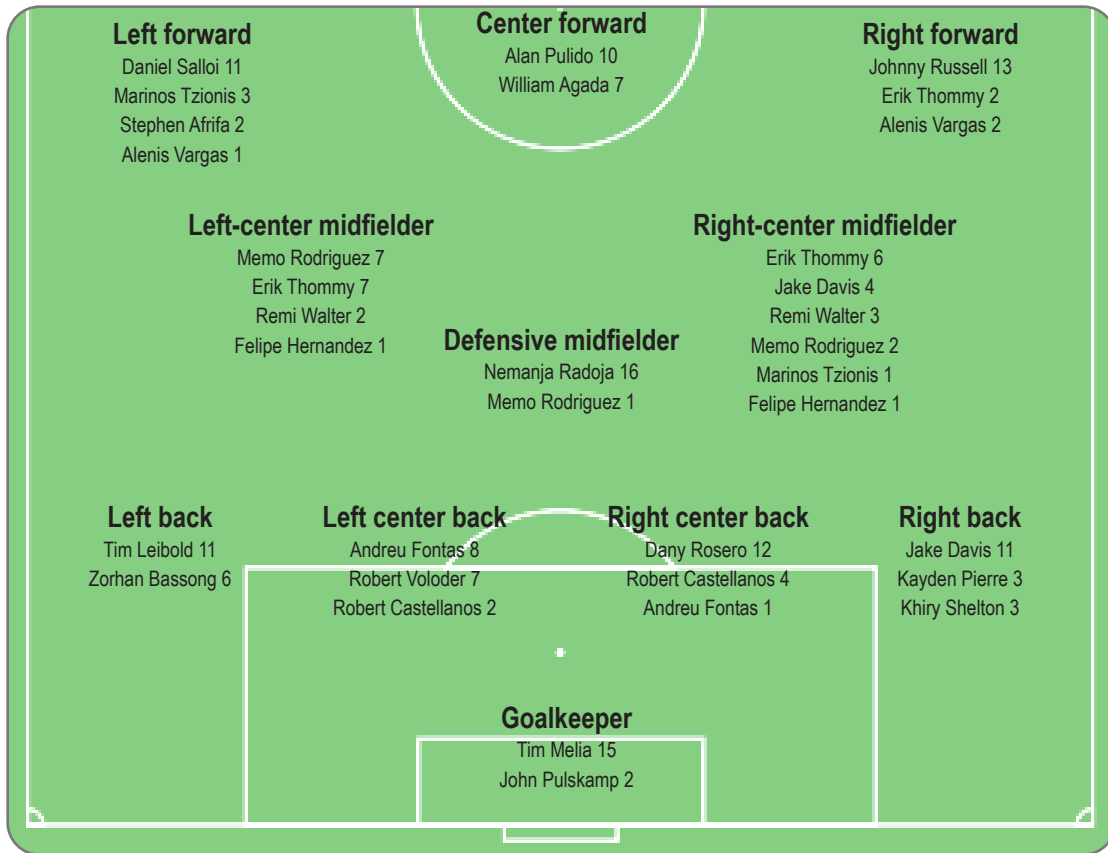 Left forward
Daniel Salloi 11
Marinos Tzionis 3
Stephen Afrifa 2
Alenis Vargas 1
Center forward
Alan Pulido 10
William Agada 7
Right forward
Johnny Russell 13
Erik Thommy 2
Alenis Vargas 2
Left-center midfielder
Memo Rodriguez 7
Erik Thommy 7
Remi Walter 2
Felipe Hernandez 1
Defensive midfielder
Nemanja Radoja 16
Memo Rodriguez 1
Right-center midfielder
Erik Thommy 6
Jake Davis 4
Remi Walter 3
Memo Rodriguez 2
Marinos Tzionis 1
Felipe Hernandez 1
Left back
Tim Leibold 11
Zorhan Bassong 6
Left center back
Andreu Fontas 8
Robert Voloder 7
Robert Castellanos 2
Right center back
Dany Rosero 12
Robert Castellanos 4
Andreu Fontas 1
Right back
Jake Davis 11
Kayden Pierre 3
Khiry Shelton 3
Goalkeeper
Tim Melia 15
John Pulskamp 2